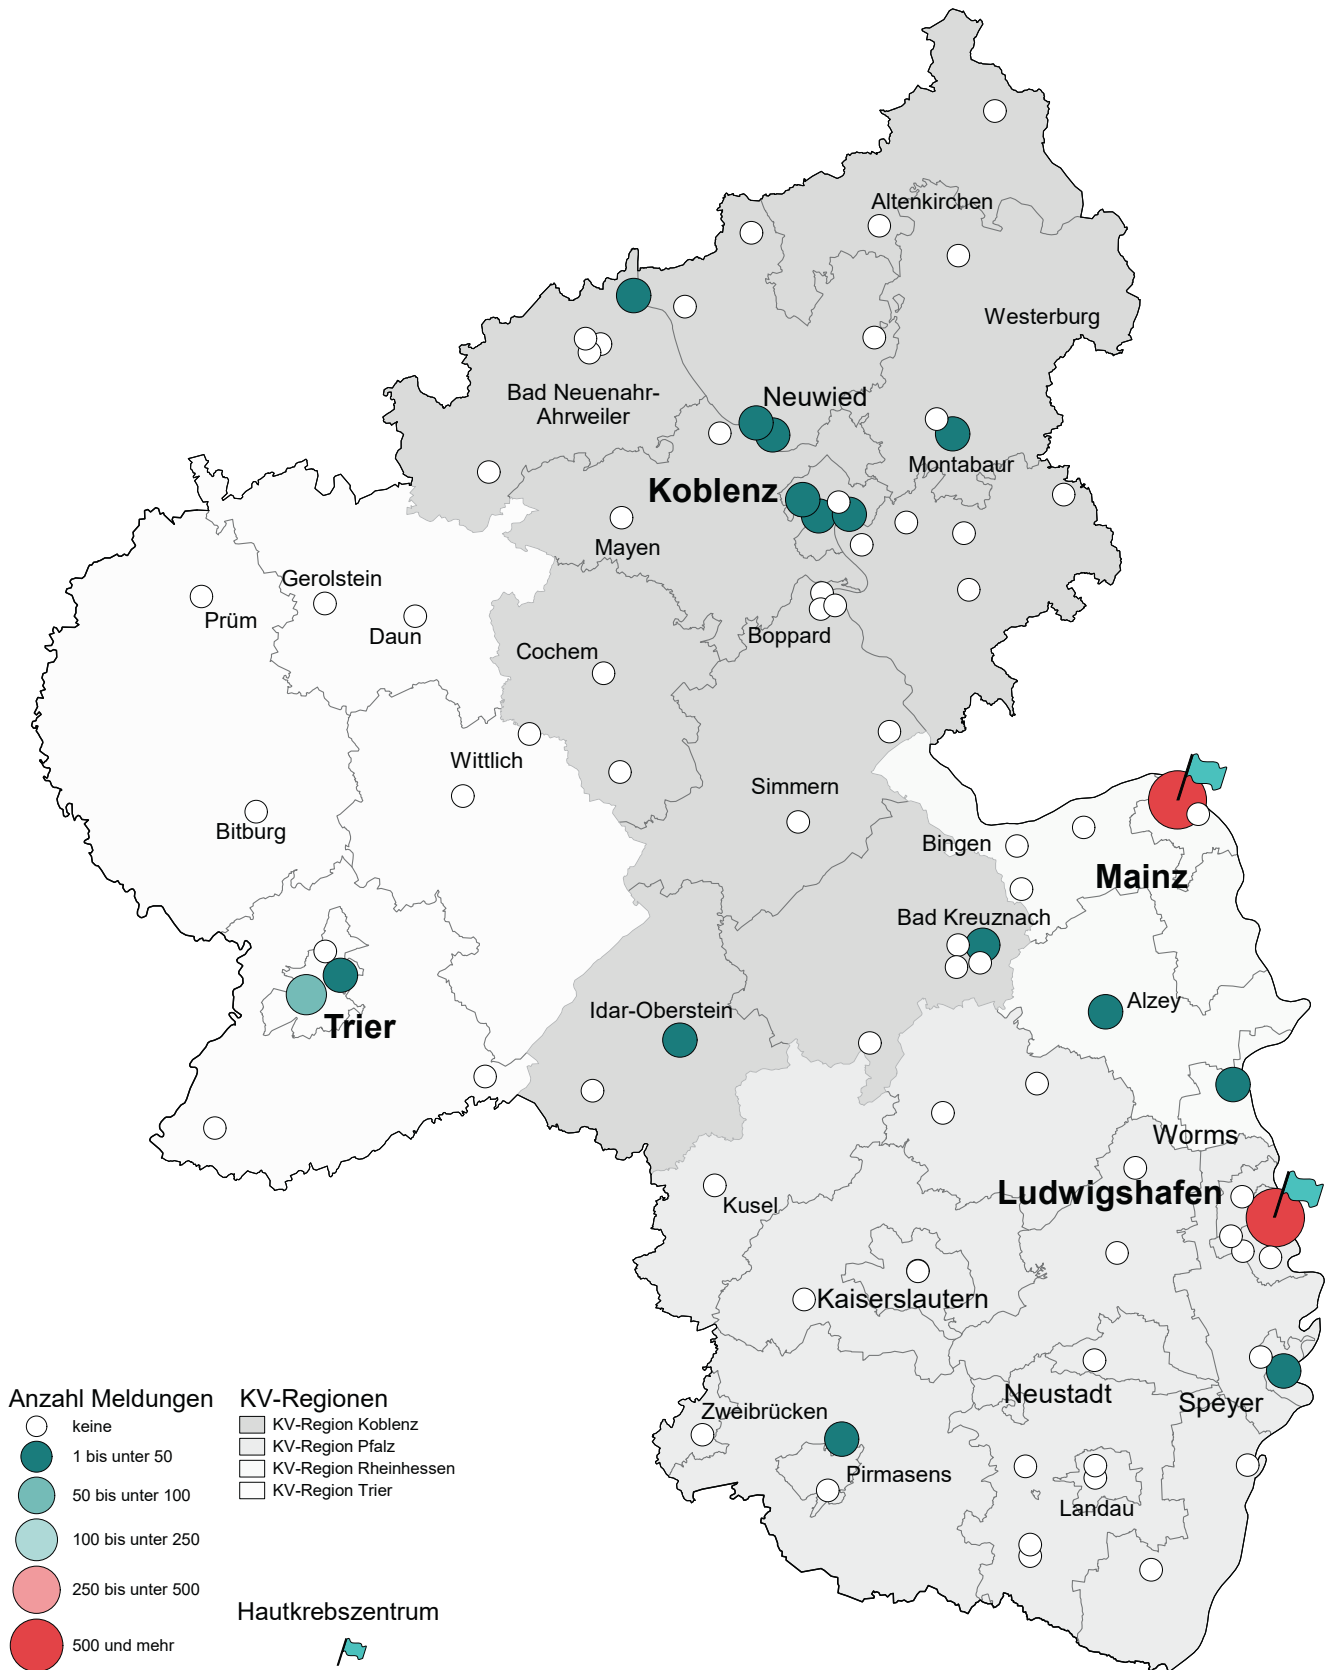 Altenkirchen
Westerburg
Bad Neuenahr-
Ahrweiler
Neuwied
Montabaur
Koblenz
Mayen
Gerolstein
Prüm
Daun
Boppard
Cochem
Wittlich
Simmern
Bitburg
Bingen
Mainz
Bad Kreuznach
Alzey
Idar-Oberstein
Trier
Worms
Ludwigshafen
Kusel
Kaiserslautern
Neustadt
Speyer
Zweibrücken
Pirmasens
Landau
Anzahl Meldungen
keine
1 bis unter 50
50 bis unter 100
100 bis unter 250
250 bis unter 500
500 und mehr
KV-Regionen
KV-Region Koblenz
KV-Region Pfalz
KV-Region Rheinhessen
KV-Region Trier
Hautkrebszentrum